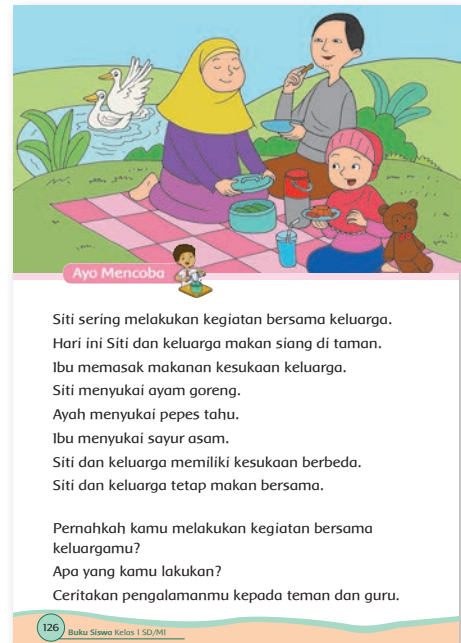 Ayo Mencoba
Siti sering melakukan kegiatan bersama keluarga.
Hari ini Siti dan keluarga makan siang di taman.
Ibu memasak makanan kesukaan keluarga.
Siti menyukai ayam goreng.
Ayah menyukai pepes tahu.
Ibu menyukai sayur asam.
Siti dan keluarga memiliki kesukaan berbeda.
Siti dan keluarga tetap makan bersama.
Pernahkah kamu melakukan kegiatan bersama
keluargamu?
Apa yang kamu lakukan?
Ceritakan pengalamanmu kepada teman dan guru.
126 Buku Siswa Kelas I SD/MI